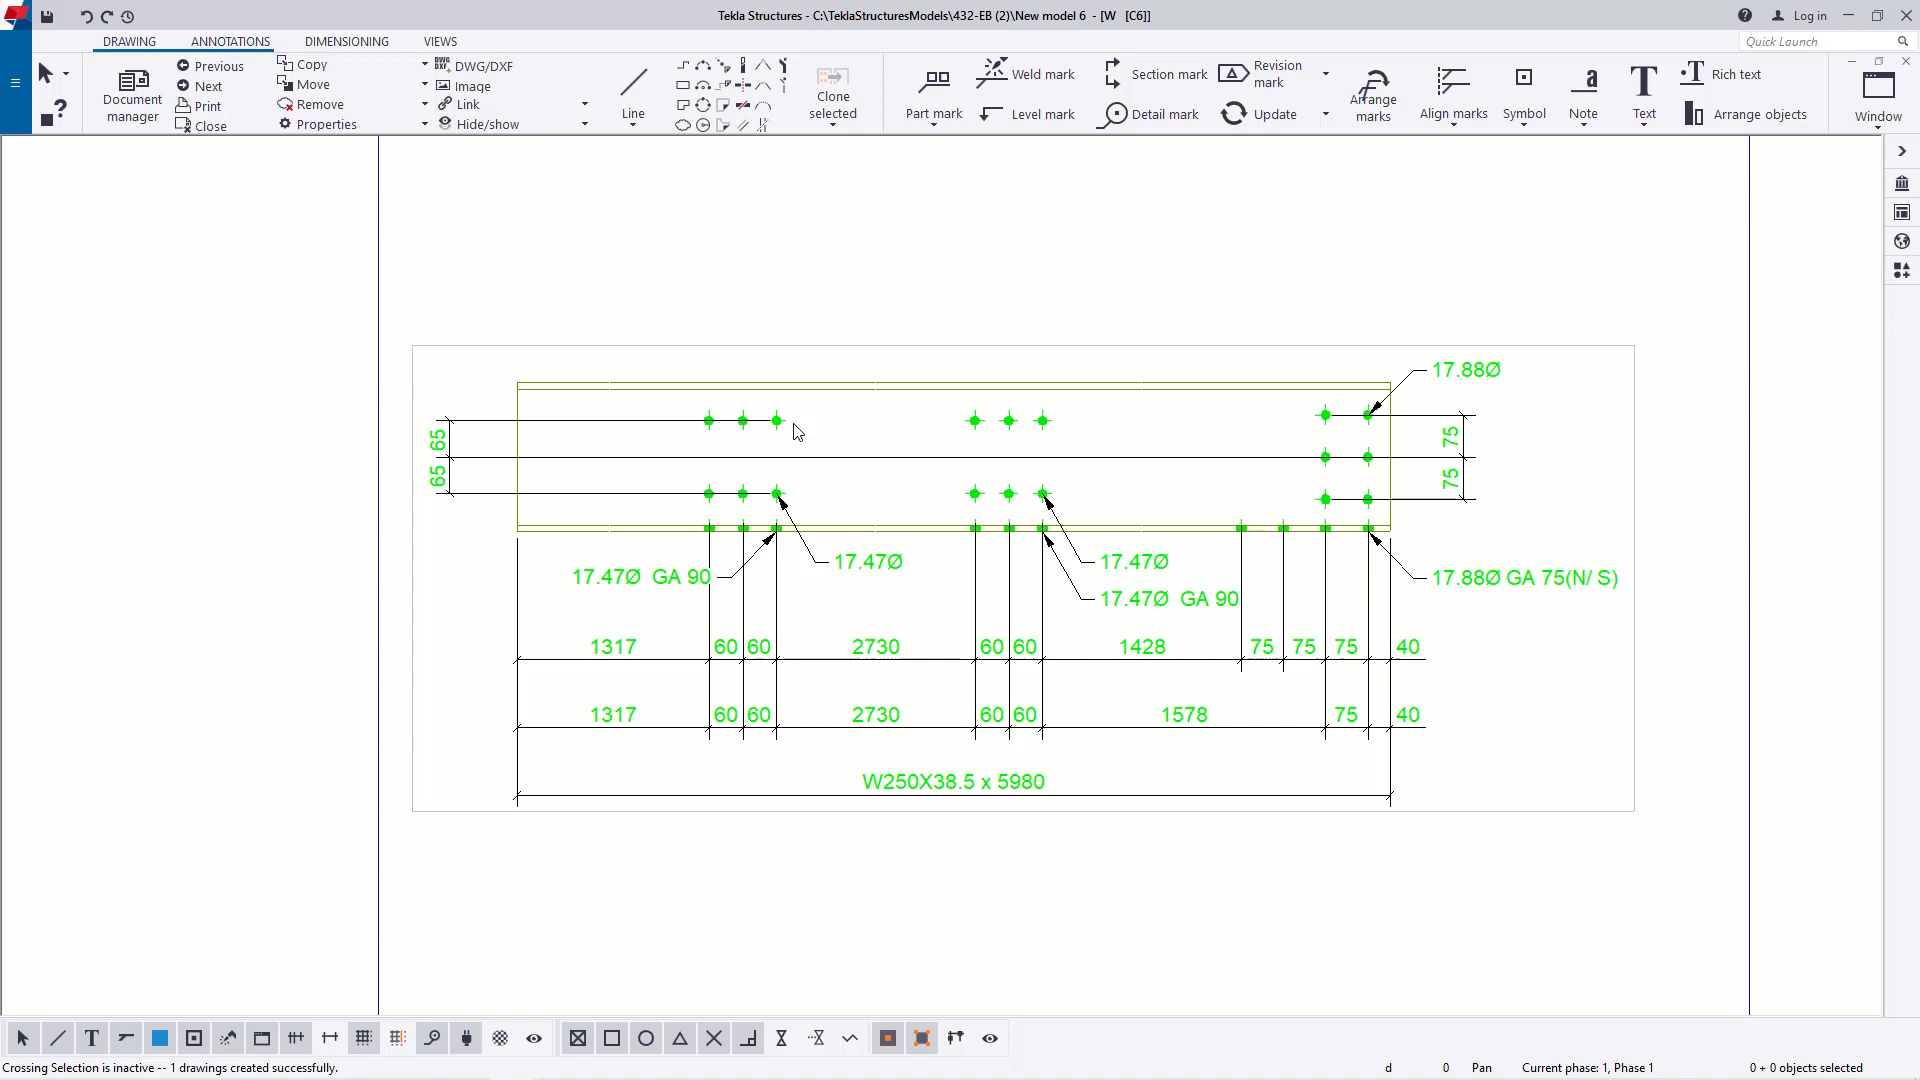 Tekla Structures - C:\TeklaStructuresModels\432-EB (2)\New model 6 - [W [C6]]
Log in
DRAWING ANNOTATIONS DIMENSIONING VIEWS
Quick Launch
Document manager
Previous
Next
Print
Close
Copy
Move
Remove
Properties
DWG/DXF
Image
Link
Hide/show
Line
Clone selected
Part mark
Weld mark
Level mark
Section mark
Detail mark
Revision mark
Update
Arrange marks
Align marks
Symbol
Note
Text
Rich text
Arrange objects
Window
17.88Ø
65
65
75
75
17.47Ø
17.47Ø GA 90
17.47Ø
17.47Ø GA 90
17.88Ø GA 75(N/ S)
1317 60 60 2730 60 60 1428 75 75 75 40
1317 60 60 2730 60 60 1578 75 40
W250X38.5 x 5980
Crossing Selection is inactive -- 1 drawings created successfully.
d 0 Pan Current phase: 1, Phase 1 0 + 0 objects selected